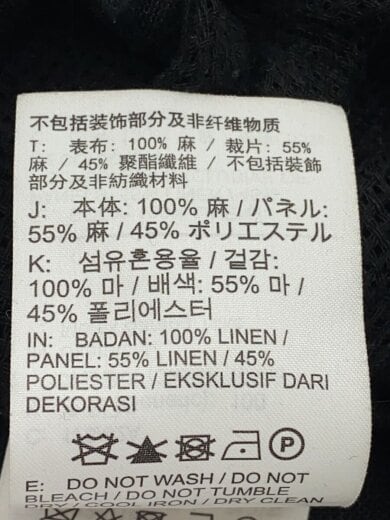 不包括装饰部分及非纤维物质
T: 表布: 100% 麻 / 裁片: 55%
麻 / 45% 聚酯纖維 / 不包括裝飾
部分及非紡織材料
J: 本体: 100% 麻 / パネル:
55% 麻 / 45% ポリエステル
K: 섬유혼용율 / 겉감:
100% 마 / 배색: 55% 마 /
45% 폴리에스터
IN: BADAN: 100% LINEN /
PANEL: 55% LINEN / 45%
POLIESTER / EKSKLUSIF DARI
DEKORASI
P
E: DO NOT WASH / DO NOT
BLEACH / DO NOT TUMBLE
DRY / COOL IRON / DRY CLEAN